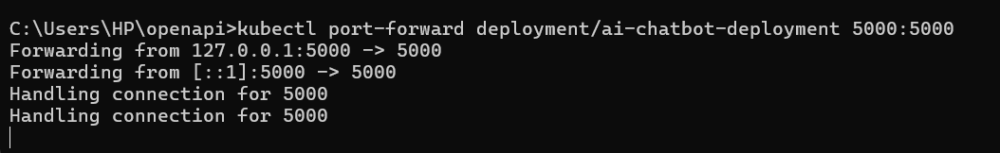 C:\Users\HP\openapi>kubectl port-forward deployment/ai-chatbot-deployment 5000:5000
Forwarding from 127.0.0.1:5000 -> 5000
Forwarding from [::1]:5000 -> 5000
Handling connection for 5000
Handling connection for 5000